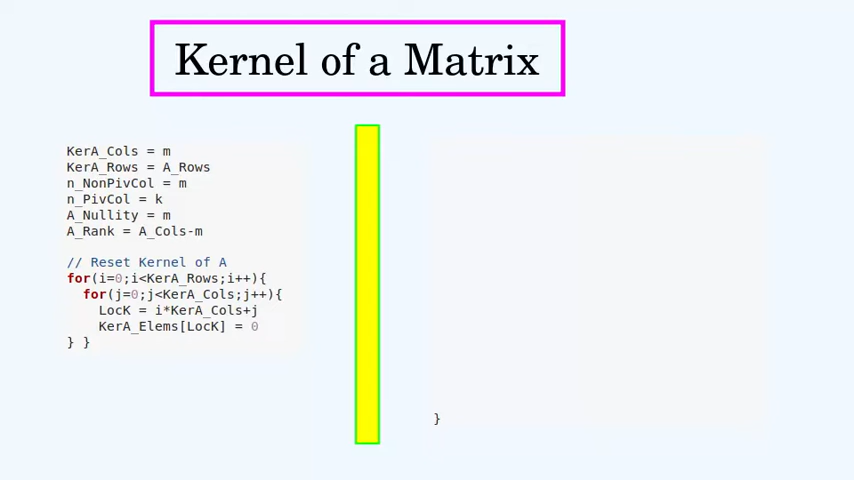 Kernel of a Matrix
KerA_Cols = m
KerA_Rows = A_Rows
n_NonPivCol = m
n_PivCol = k
A_Nullity = m
A_Rank = A_Cols-m
// Reset Kernel of A
for(i=0;i<KerA_Rows;i++){
for(j=0;j<KerA_Cols;j++){
LocK = i*KerA_Cols+j
KerA_Elems[LocK] = 0
} }
}